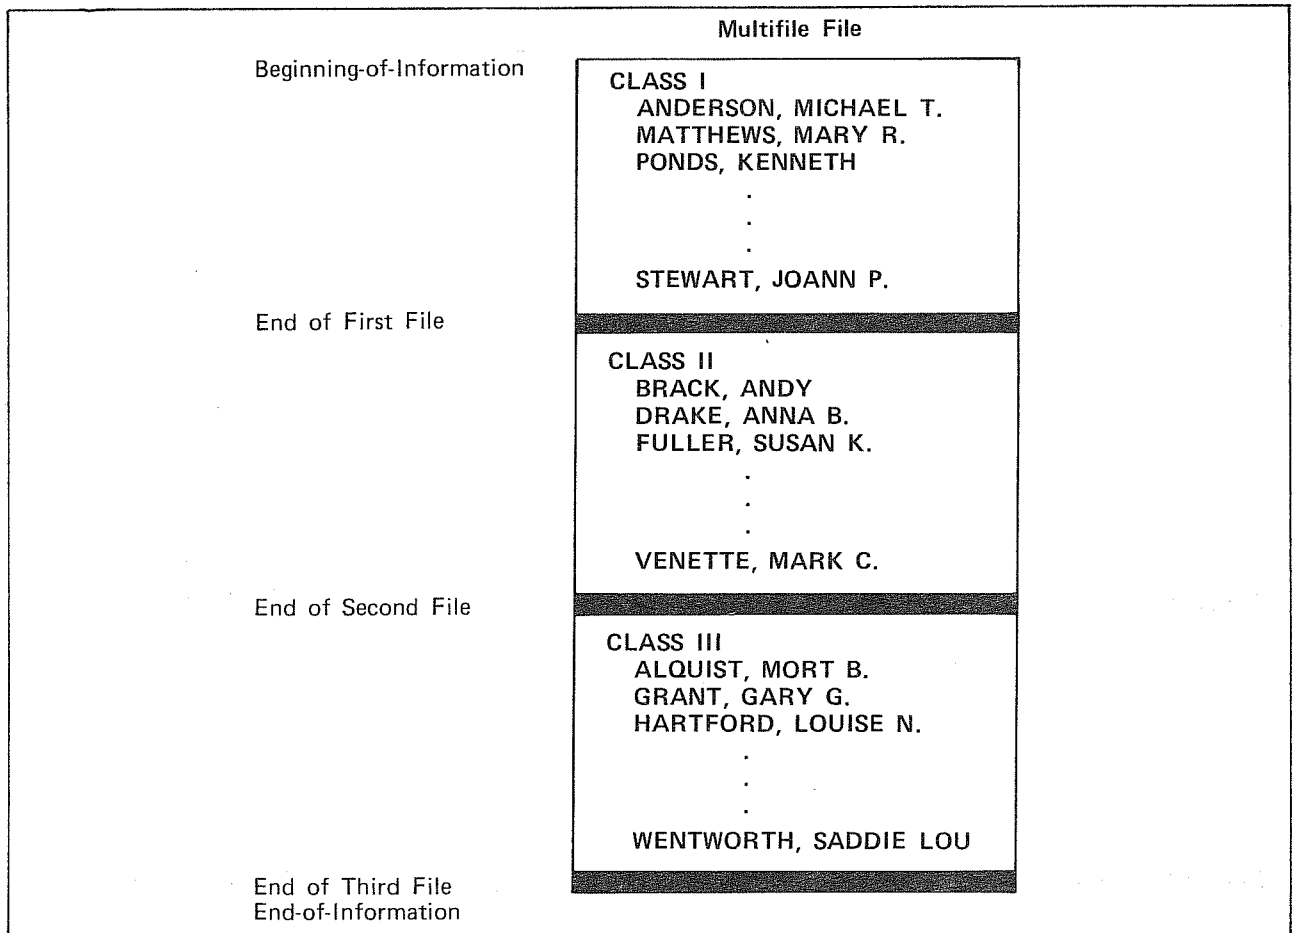 Multifile File
Beginning-of-Information
CLASS I
ANDERSON, MICHAEL T.
MATTHEWS, MARY R.
PONDS, KENNETH
.
.
.
STEWART, JOANN P.
End of First File
CLASS II
BRACK, ANDY
DRAKE, ANNA B.
FULLER, SUSAN K.
.
.
.
VENETTE, MARK C.
End of Second File
CLASS III
ALQUIST, MORT B.
GRANT, GARY G.
HARTFORD, LOUISE N.
.
.
.
WENTWORTH, SADDIE LOU
End of Third File
End-of-Information